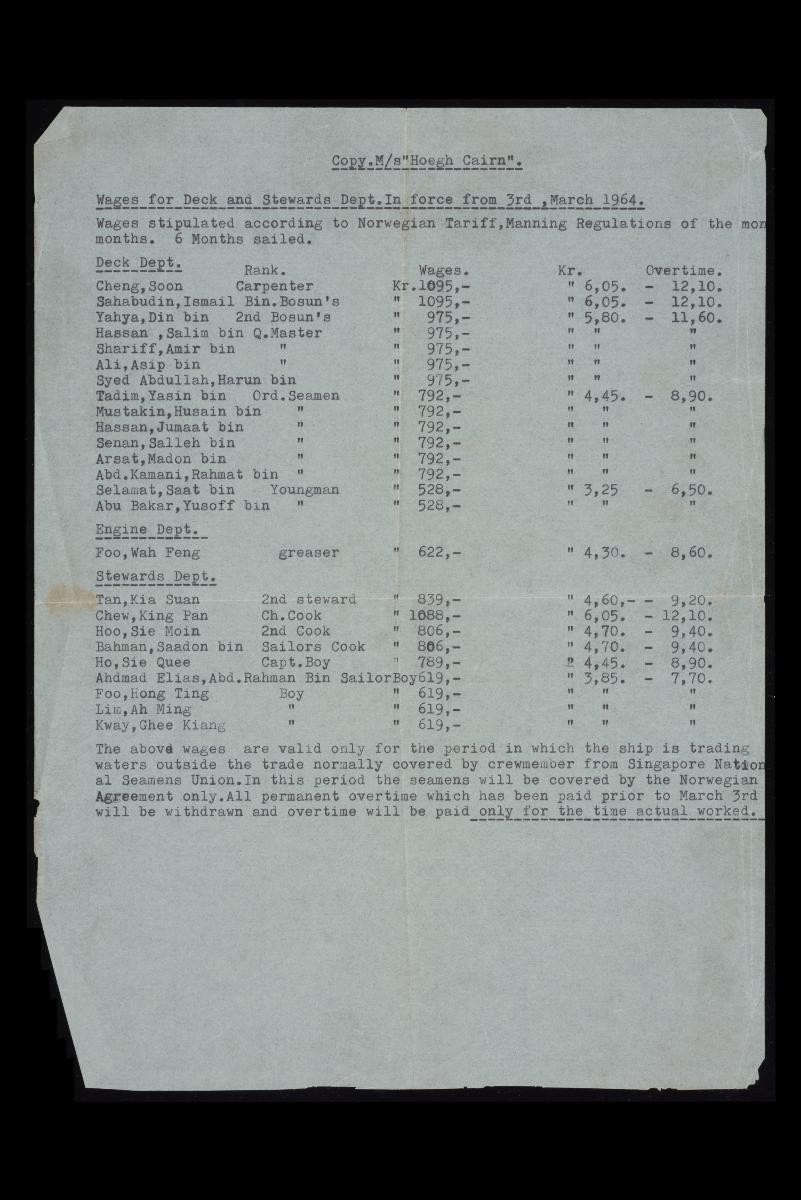 Copy.M/s"Hoegh Cairn".
Wages for Deck and Stewards Dept.In force from 3rd ,March 1964.
Wages stipulated according to Norwegian Tariff,Manning Regulations of the mon
months. 6 Months sailed.
Deck Dept. Rank. Wages. Kr. Overtime.
Cheng,Soon Carpenter Kr.1095,- " 6,05. - 12,10.
Sahabudin,Ismail Bin.Bosun's " 1095,- " 6,05. - 12,10.
Yahya,Din bin 2nd Bosun's " 975,- " 5,80. - 11,60.
Hassan ,Salim bin Q.Master " 975,- " " "
Shariff,Amir bin " " 975,- " " "
Ali,Asip bin " " 975,- " " "
Syed Abdullah,Harun bin " 975,- " " "
Tadim,Yasin bin Ord.Seamen " 792,- " 4,45. - 8,90.
Mustakin,Husain bin " " 792,- " " "
Hassan,Jumaat bin " " 792,- " " "
Senan,Salleh bin " " 792,- " " "
Arsat,Madon bin " " 792,- " " "
Abd.Kamani,Rahmat bin " " 792,- " " "
Selamat,Saat bin Youngman " 528,- " 3,25 - 6,50.
Abu Bakar,Yusoff bin " " 528,- " " "
Engine Dept.
Foo,Wah Feng greaser " 622,- " 4,30. - 8,60.
Stewards Dept.
Tan,Kia Suan 2nd steward " 839,- " 4,60,- - 9,20.
Chew,King Pan Ch.Cook " 1088,- " 6,05. - 12,10.
Hoo,Sie Moin 2nd Cook " 806,- " 4,70. - 9,40.
Bahman,Saadon bin Sailors Cook " 806,- " 4,70. - 9,40.
Ho,Sie Quee Capt.Boy " 789,- " 4,45. - 8,90.
Ahdmad Elias,Abd.Rahman Bin SailorBoy619,- " 3,85. - 7,70.
Foo,Hong Ting Boy " 619,- " " "
Lim,Ah Ming " " 619,- " " "
Kway,Ghee Kiang " " 619,- " " "
The above wages are valid only for the period in which the ship is trading
waters outside the trade normally covered by crewmember from Singapore Nation
al Seamens Union.In this period the seamens will be covered by the Norwegian
Agreement only.All permanent overtime which has been paid prior to March 3rd
will be withdrawn and overtime will be paid only for the time actual worked.